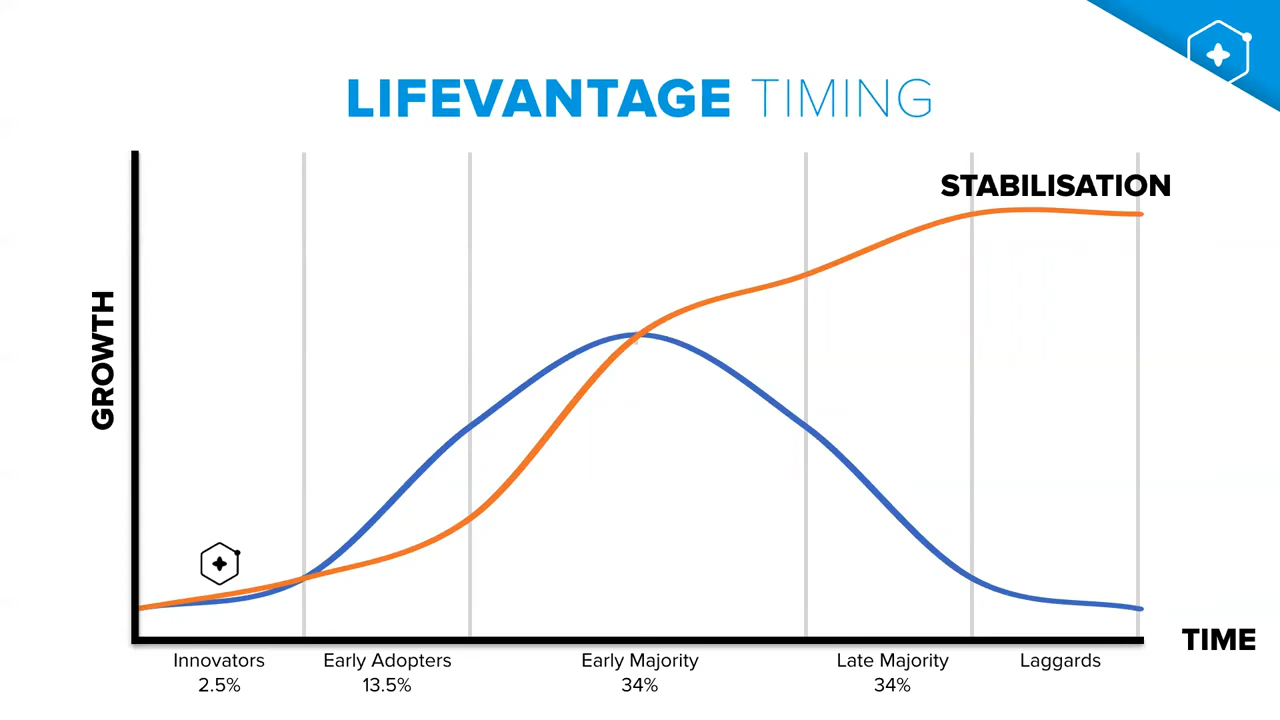 LIFEVANTAGE TIMING
STABILISATION
GROWTH
TIME
Innovators
2.5%
Early Adopters
13.5%
Early Majority
34%
Late Majority
34%
Laggards